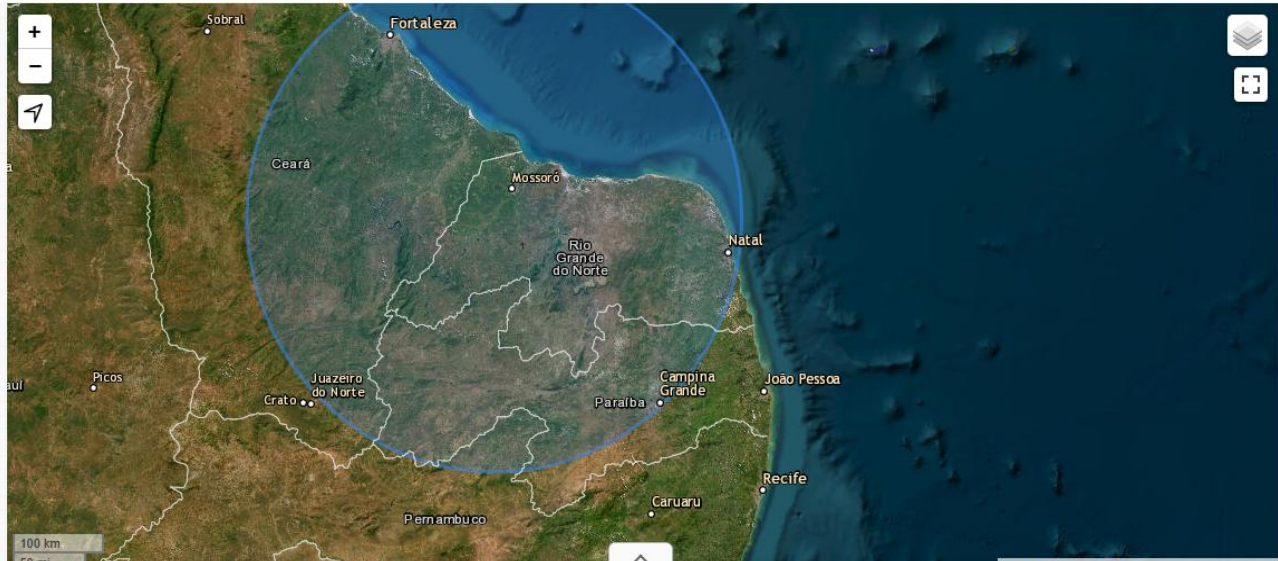 +
Sobral
Fortaleza
−
Ceará
Mossoró
Natal
Rio
Grande
do Norte
Picos
Juazeiro
do Norte
Crato
Campina
Grande
João Pessoa
Paraíba
Recife
Caruaru
Pernambuco
100 km